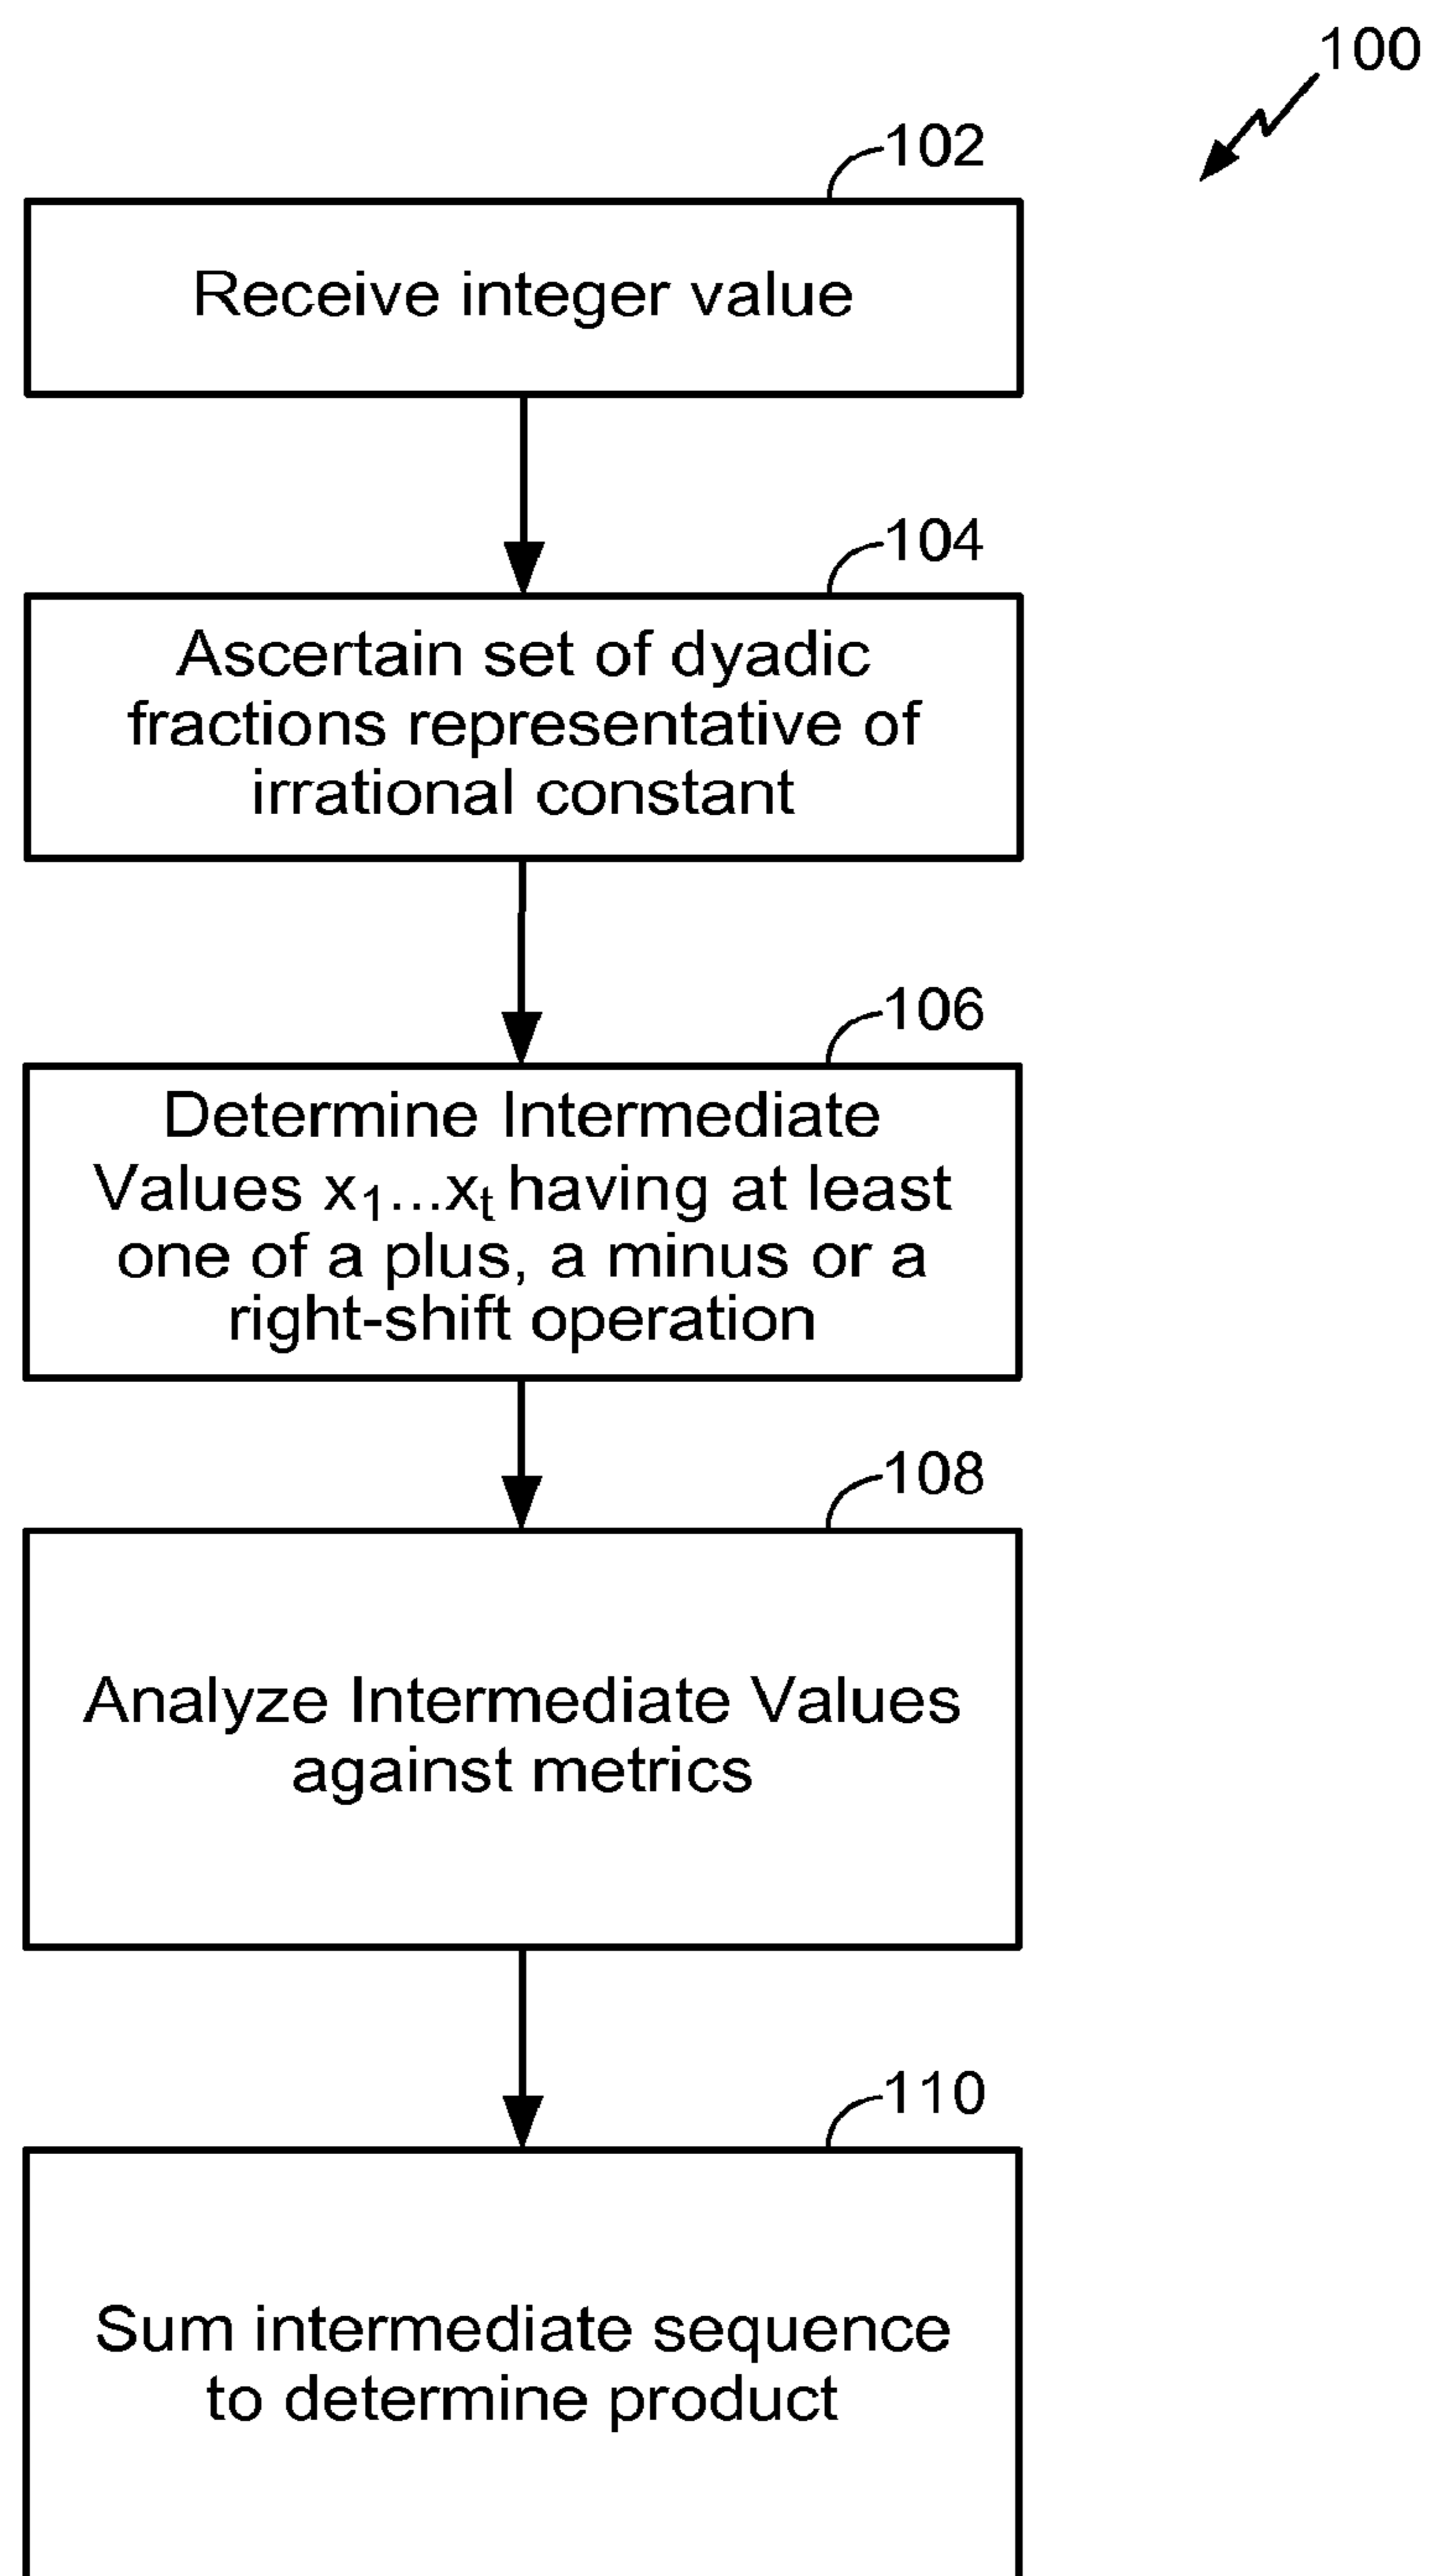 100
102
Receive integer value
104
Ascertain set of dyadic
fractions representative of
irrational constant
106
Determine Intermediate
Values x₁...xₜ having at least
one of a plus, a minus or a
right-shift operation
108
Analyze Intermediate Values
against metrics
110
Sum intermediate sequence
to determine product